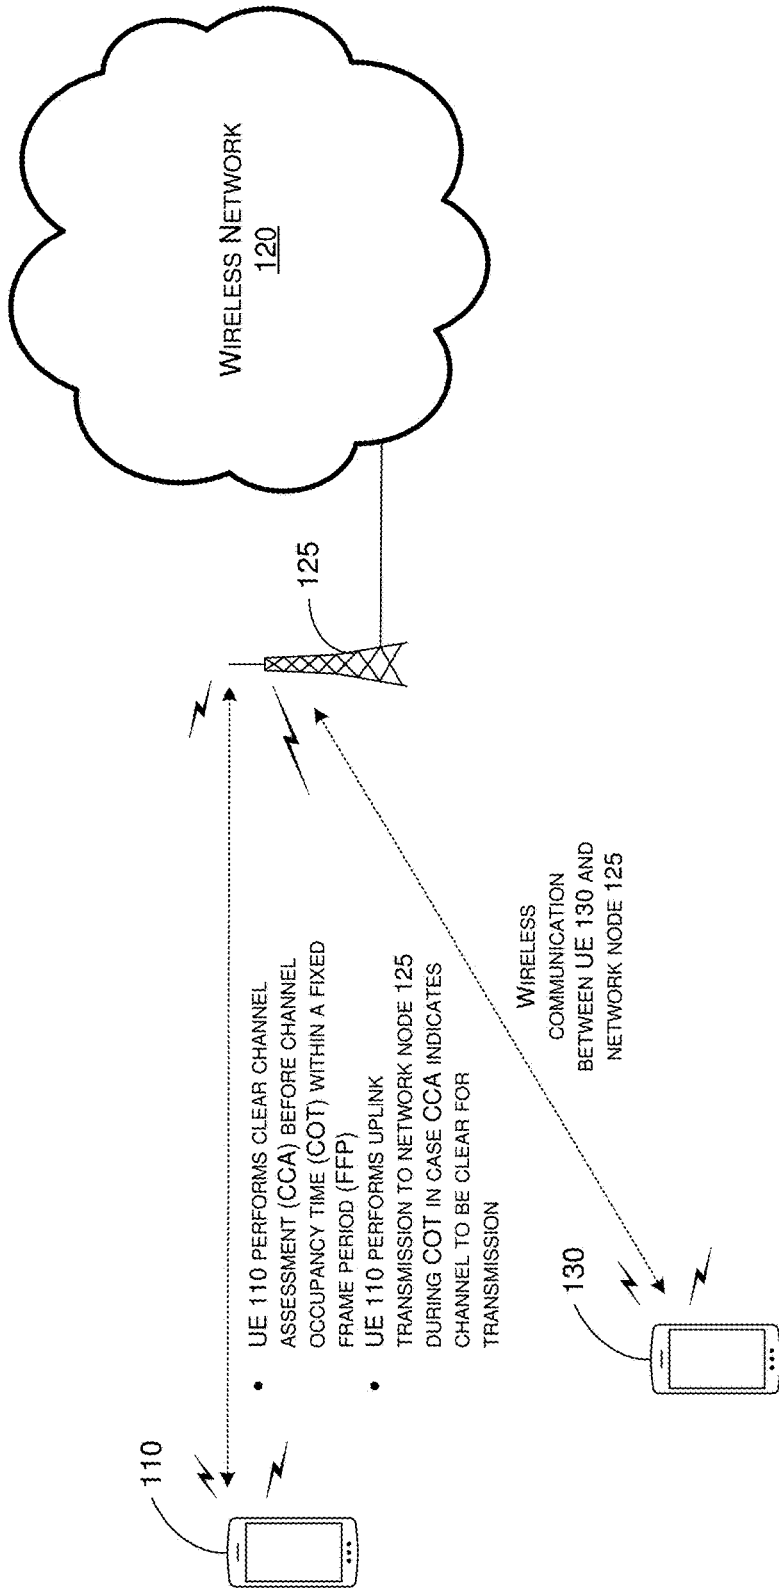 WIRELESS NETWORK
120
125
110
• UE 110 PERFORMS CLEAR CHANNEL
ASSESSMENT (CCA) BEFORE CHANNEL
OCCUPANCY TIME (COT) WITHIN A FIXED
FRAME PERIOD (FFP)
• UE 110 PERFORMS UPLINK
TRANSMISSION TO NETWORK NODE 125
DURING COT IN CASE CCA INDICATES
CHANNEL TO BE CLEAR FOR
TRANSMISSION
WIRELESS
COMMUNICATION
BETWEEN UE 130 AND
NETWORK NODE 125
130